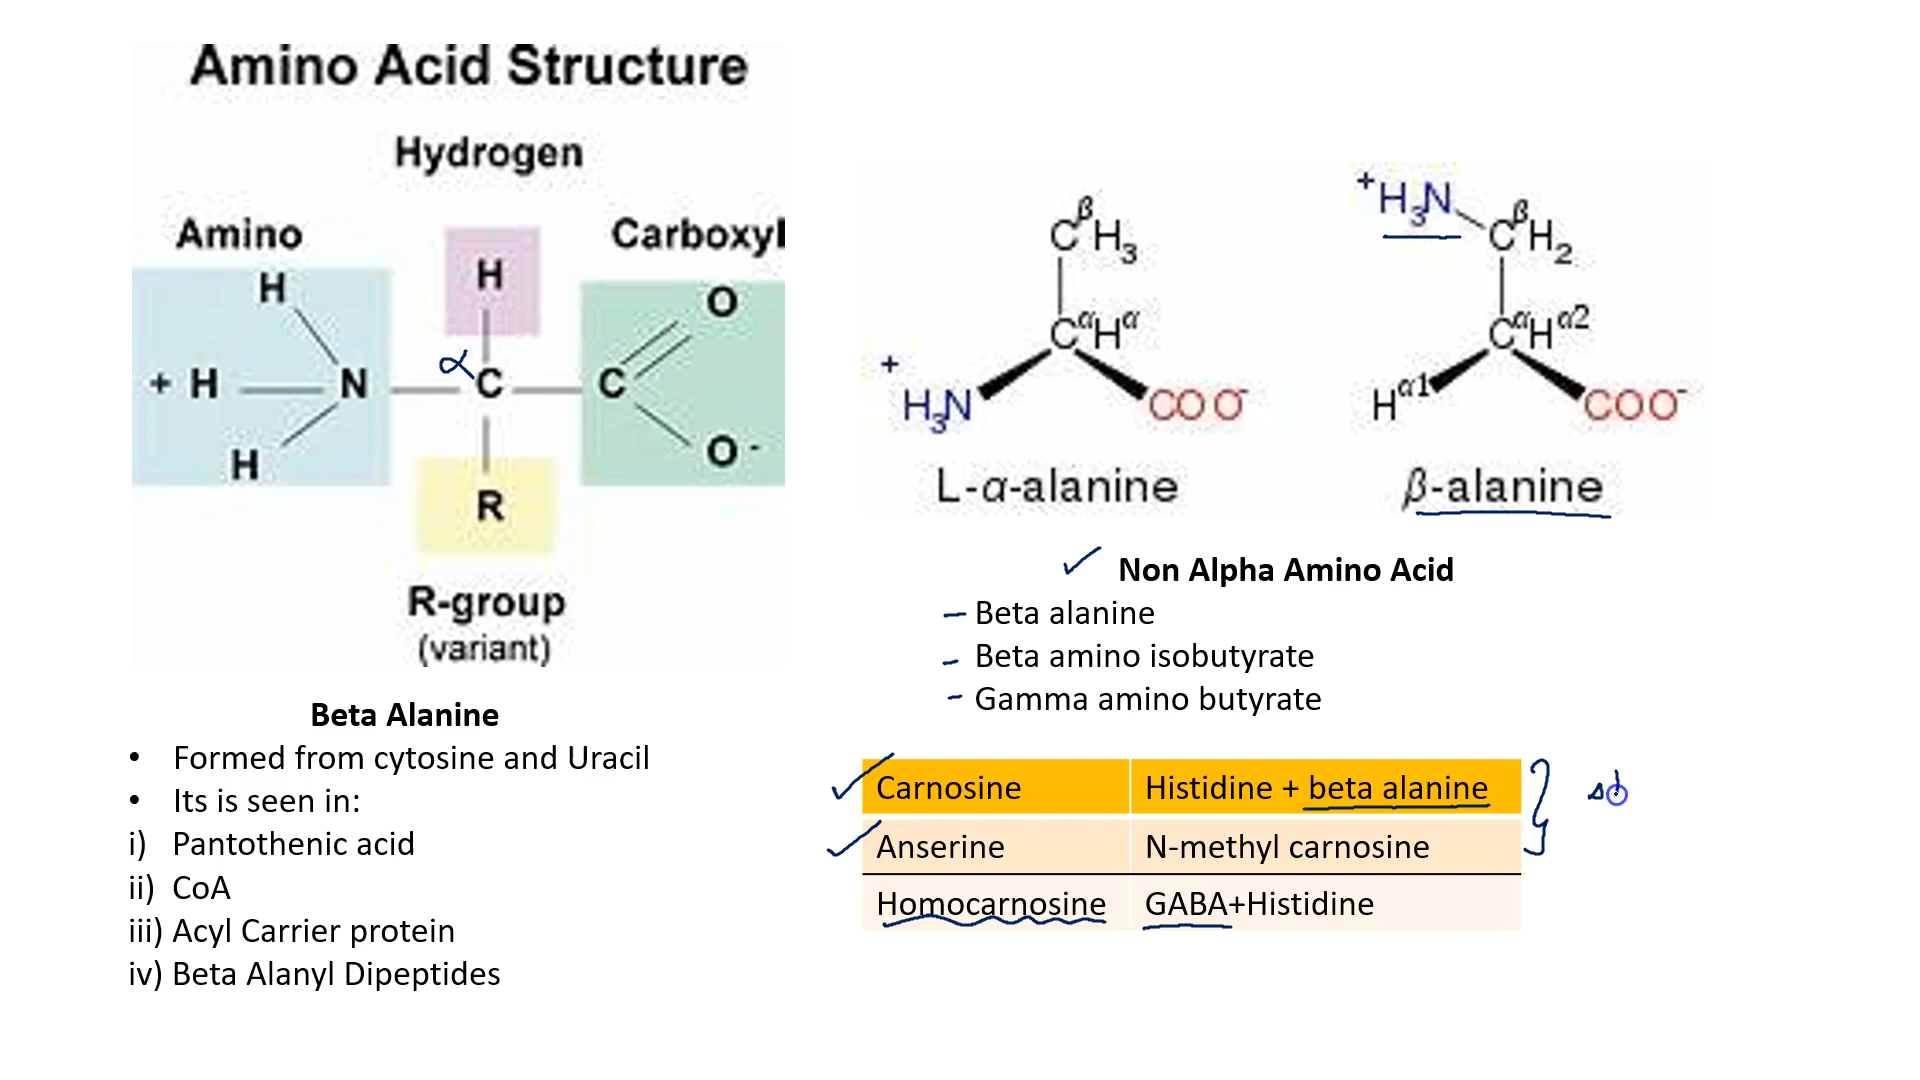 Amino Acid Structure
Hydrogen
Amino
Carboxyl
H
H
O
α
+ H N C C
H
O -
R
R-group
(variant)
CᵝH₃
CᵅHᵅ
+
H₃N
COO⁻
L-α-alanine
+H₃N
CᵝH₂
CᵅHᵅ²
Hᵅ¹
COO⁻
β-alanine
Non Alpha Amino Acid
Beta alanine
Beta amino isobutyrate
Gamma amino butyrate
Beta Alanine
• Formed from cytosine and Uracil
• Its is seen in:
i) Pantothenic acid
ii) CoA
iii) Acyl Carrier protein
iv) Beta Alanyl Dipeptides
Carnosine Histidine + beta alanine
Anserine N-methyl carnosine
Homocarnosine GABA+Histidine